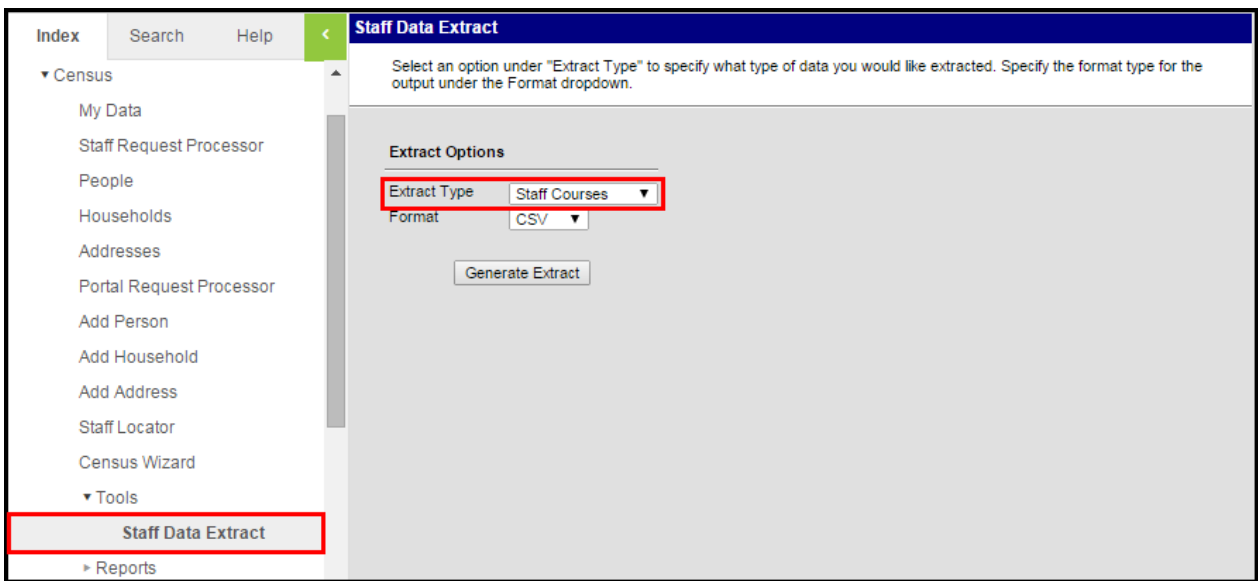 Index Search Help
Census
My Data
Staff Request Processor
People
Households
Addresses
Portal Request Processor
Add Person
Add Household
Add Address
Staff Locator
Census Wizard
Tools
Staff Data Extract
Reports
Staff Data Extract
Select an option under "Extract Type" to specify what type of data you would like extracted. Specify the format type for the
output under the Format dropdown.
Extract Options
Extract Type Staff Courses
Format CSV
Generate Extract